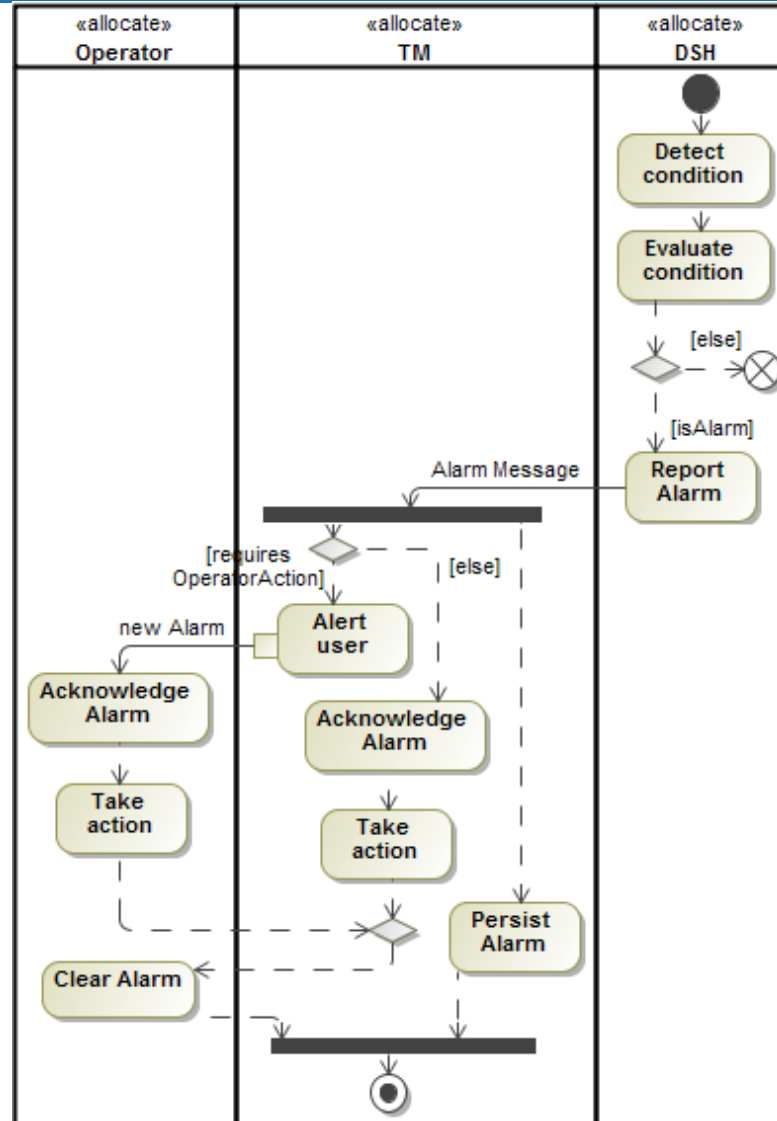 «allocate»
Operator
«allocate»
TM
«allocate»
DSH
Detect
condition
Evaluate
condition
[else]
[isAlarm]
Report
Alarm
Alarm Message
[requires
OperatorAction]
[else]
Alert
user
new Alarm
Acknowledge
Alarm
Acknowledge
Alarm
Take
action
Take
action
Persist
Alarm
Clear Alarm